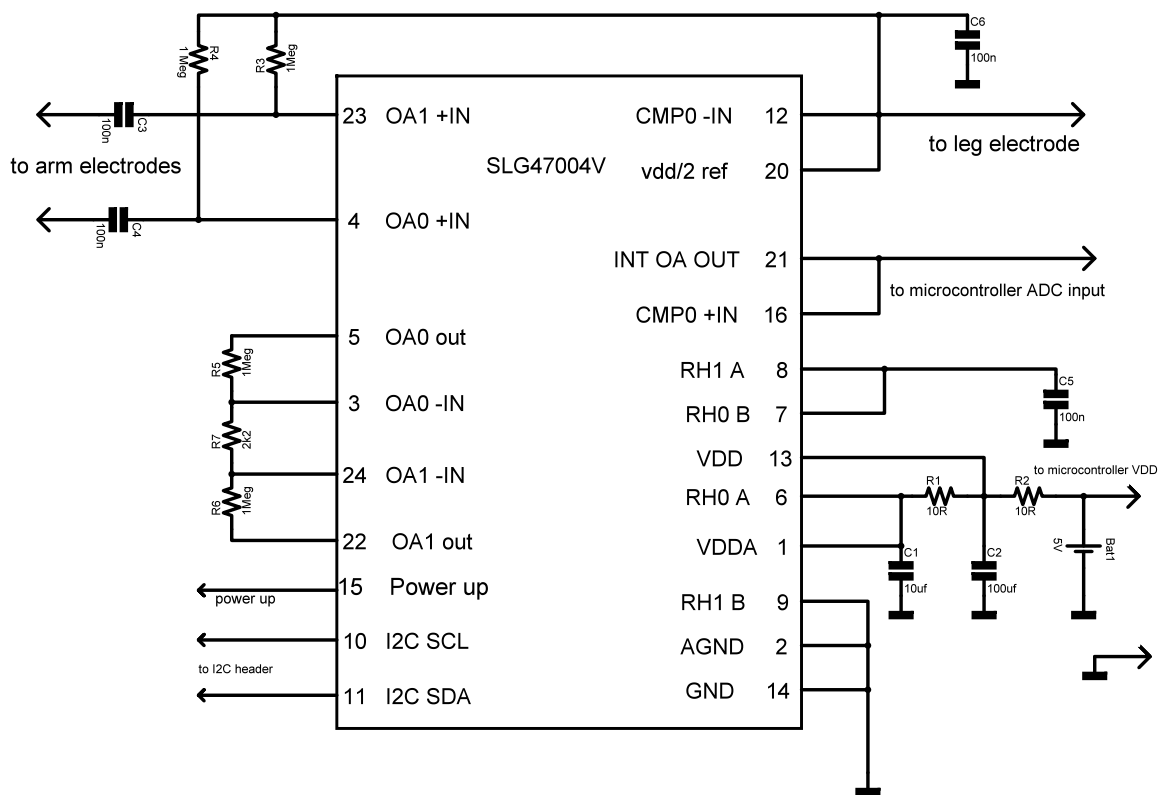 R4
1 Meg
R3
1Meg
C6
100n
C3
100n
to arm electrodes
C4
100n
23 OA1 +IN
4 OA0 +IN
SLG47004V
CMP0 -IN 12
to leg electrode
vdd/2 ref 20
INT OA OUT 21
to microcontroller ADC input
CMP0 +IN 16
5 OA0 out
R5
1Meg
3 OA0 -IN
R7
2k2
24 OA1 -IN
R6
1Meg
22 OA1 out
15 Power up
power up
10 I2C SCL
to I2C header
11 I2C SDA
RH1 A 8
C5
100n
RH0 B 7
VDD 13
to microcontroller VDD
RH0 A 6
R1
10R
R2
10R
VDDA 1
C1
10uf
C2
100uf
5V
Bat1
RH1 B 9
AGND 2
GND 14